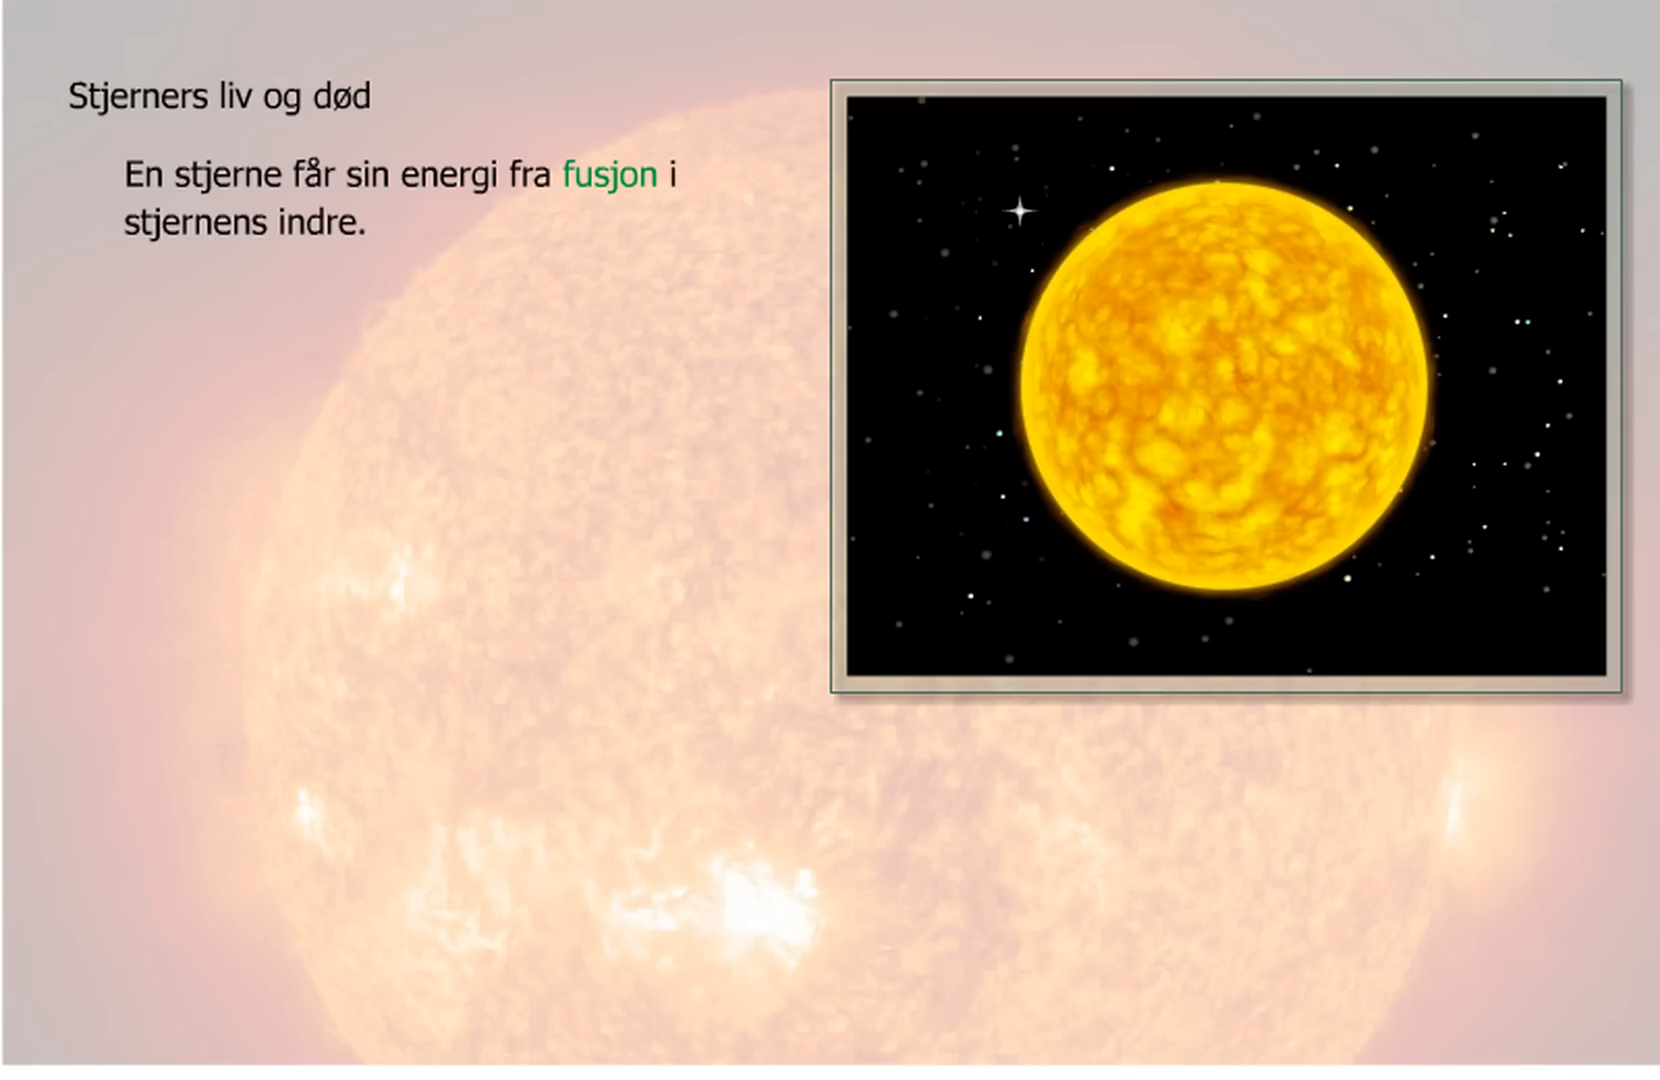 Stjerners liv og død
En stjerne får sin energi fra fusjon i
stjernens indre.